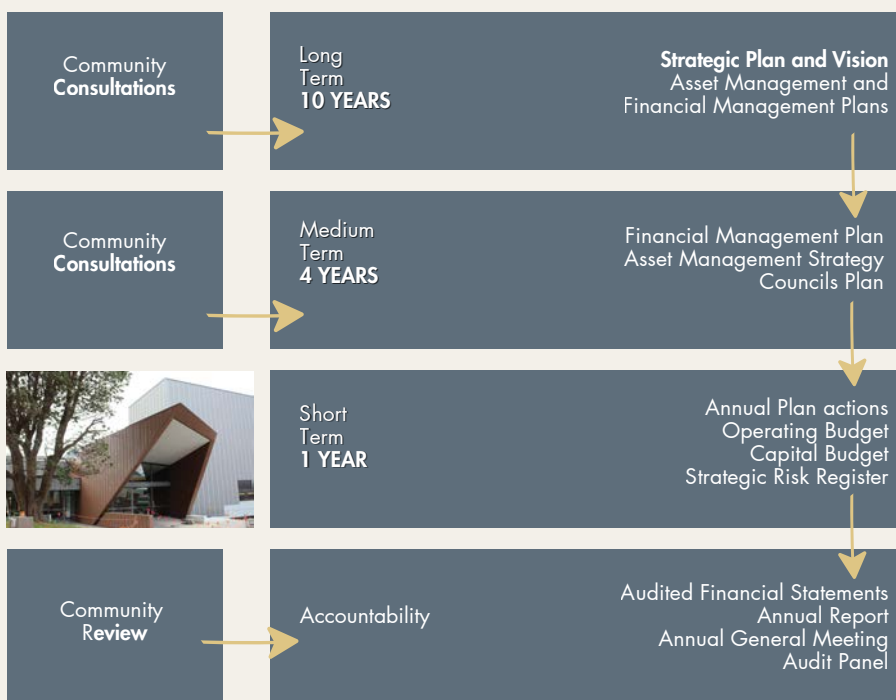 Community
Consultations
Long
Term
10 YEARS
Strategic Plan and Vision
Asset Management and
Financial Management Plans
Community
Consultations
Medium
Term
4 YEARS
Financial Management Plan
Asset Management Strategy
Councils Plan
Short
Term
1 YEAR
Annual Plan actions
Operating Budget
Capital Budget
Strategic Risk Register
Community
Review
Accountability
Audited Financial Statements
Annual Report
Annual General Meeting
Audit Panel